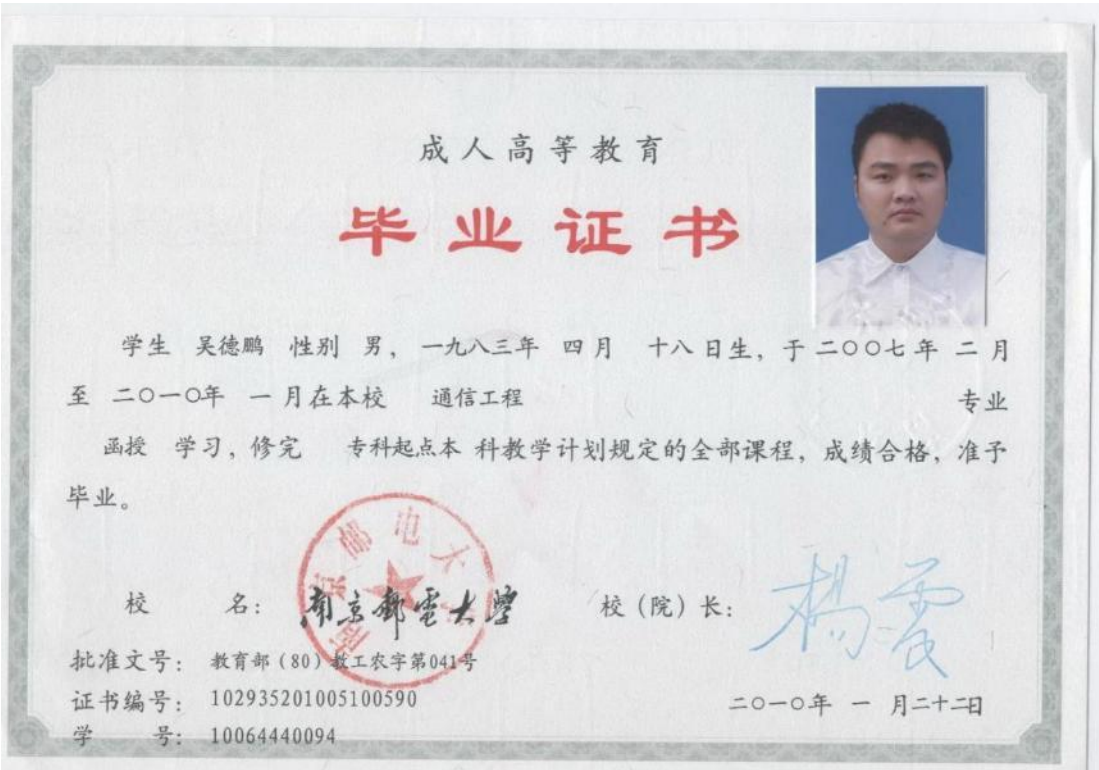 成人高等教育
毕业证书
学生 吴德鹏 性别 男，一九八三年 四月 十八日生，于二〇〇七年 二月
至 二〇一〇年 一月在本校 通信工程 专业
函授 学习，修完 专科起点本 科教学计划规定的全部课程，成绩合格，准予
毕业。
南京邮电大学
校 名： 南京邮电大学 校（院）长：
批准文号： 教育部（80）教工农字第041号
证书编号： 102935201005100590
二〇一〇年 一 月二十二日
学 号： 10064440094